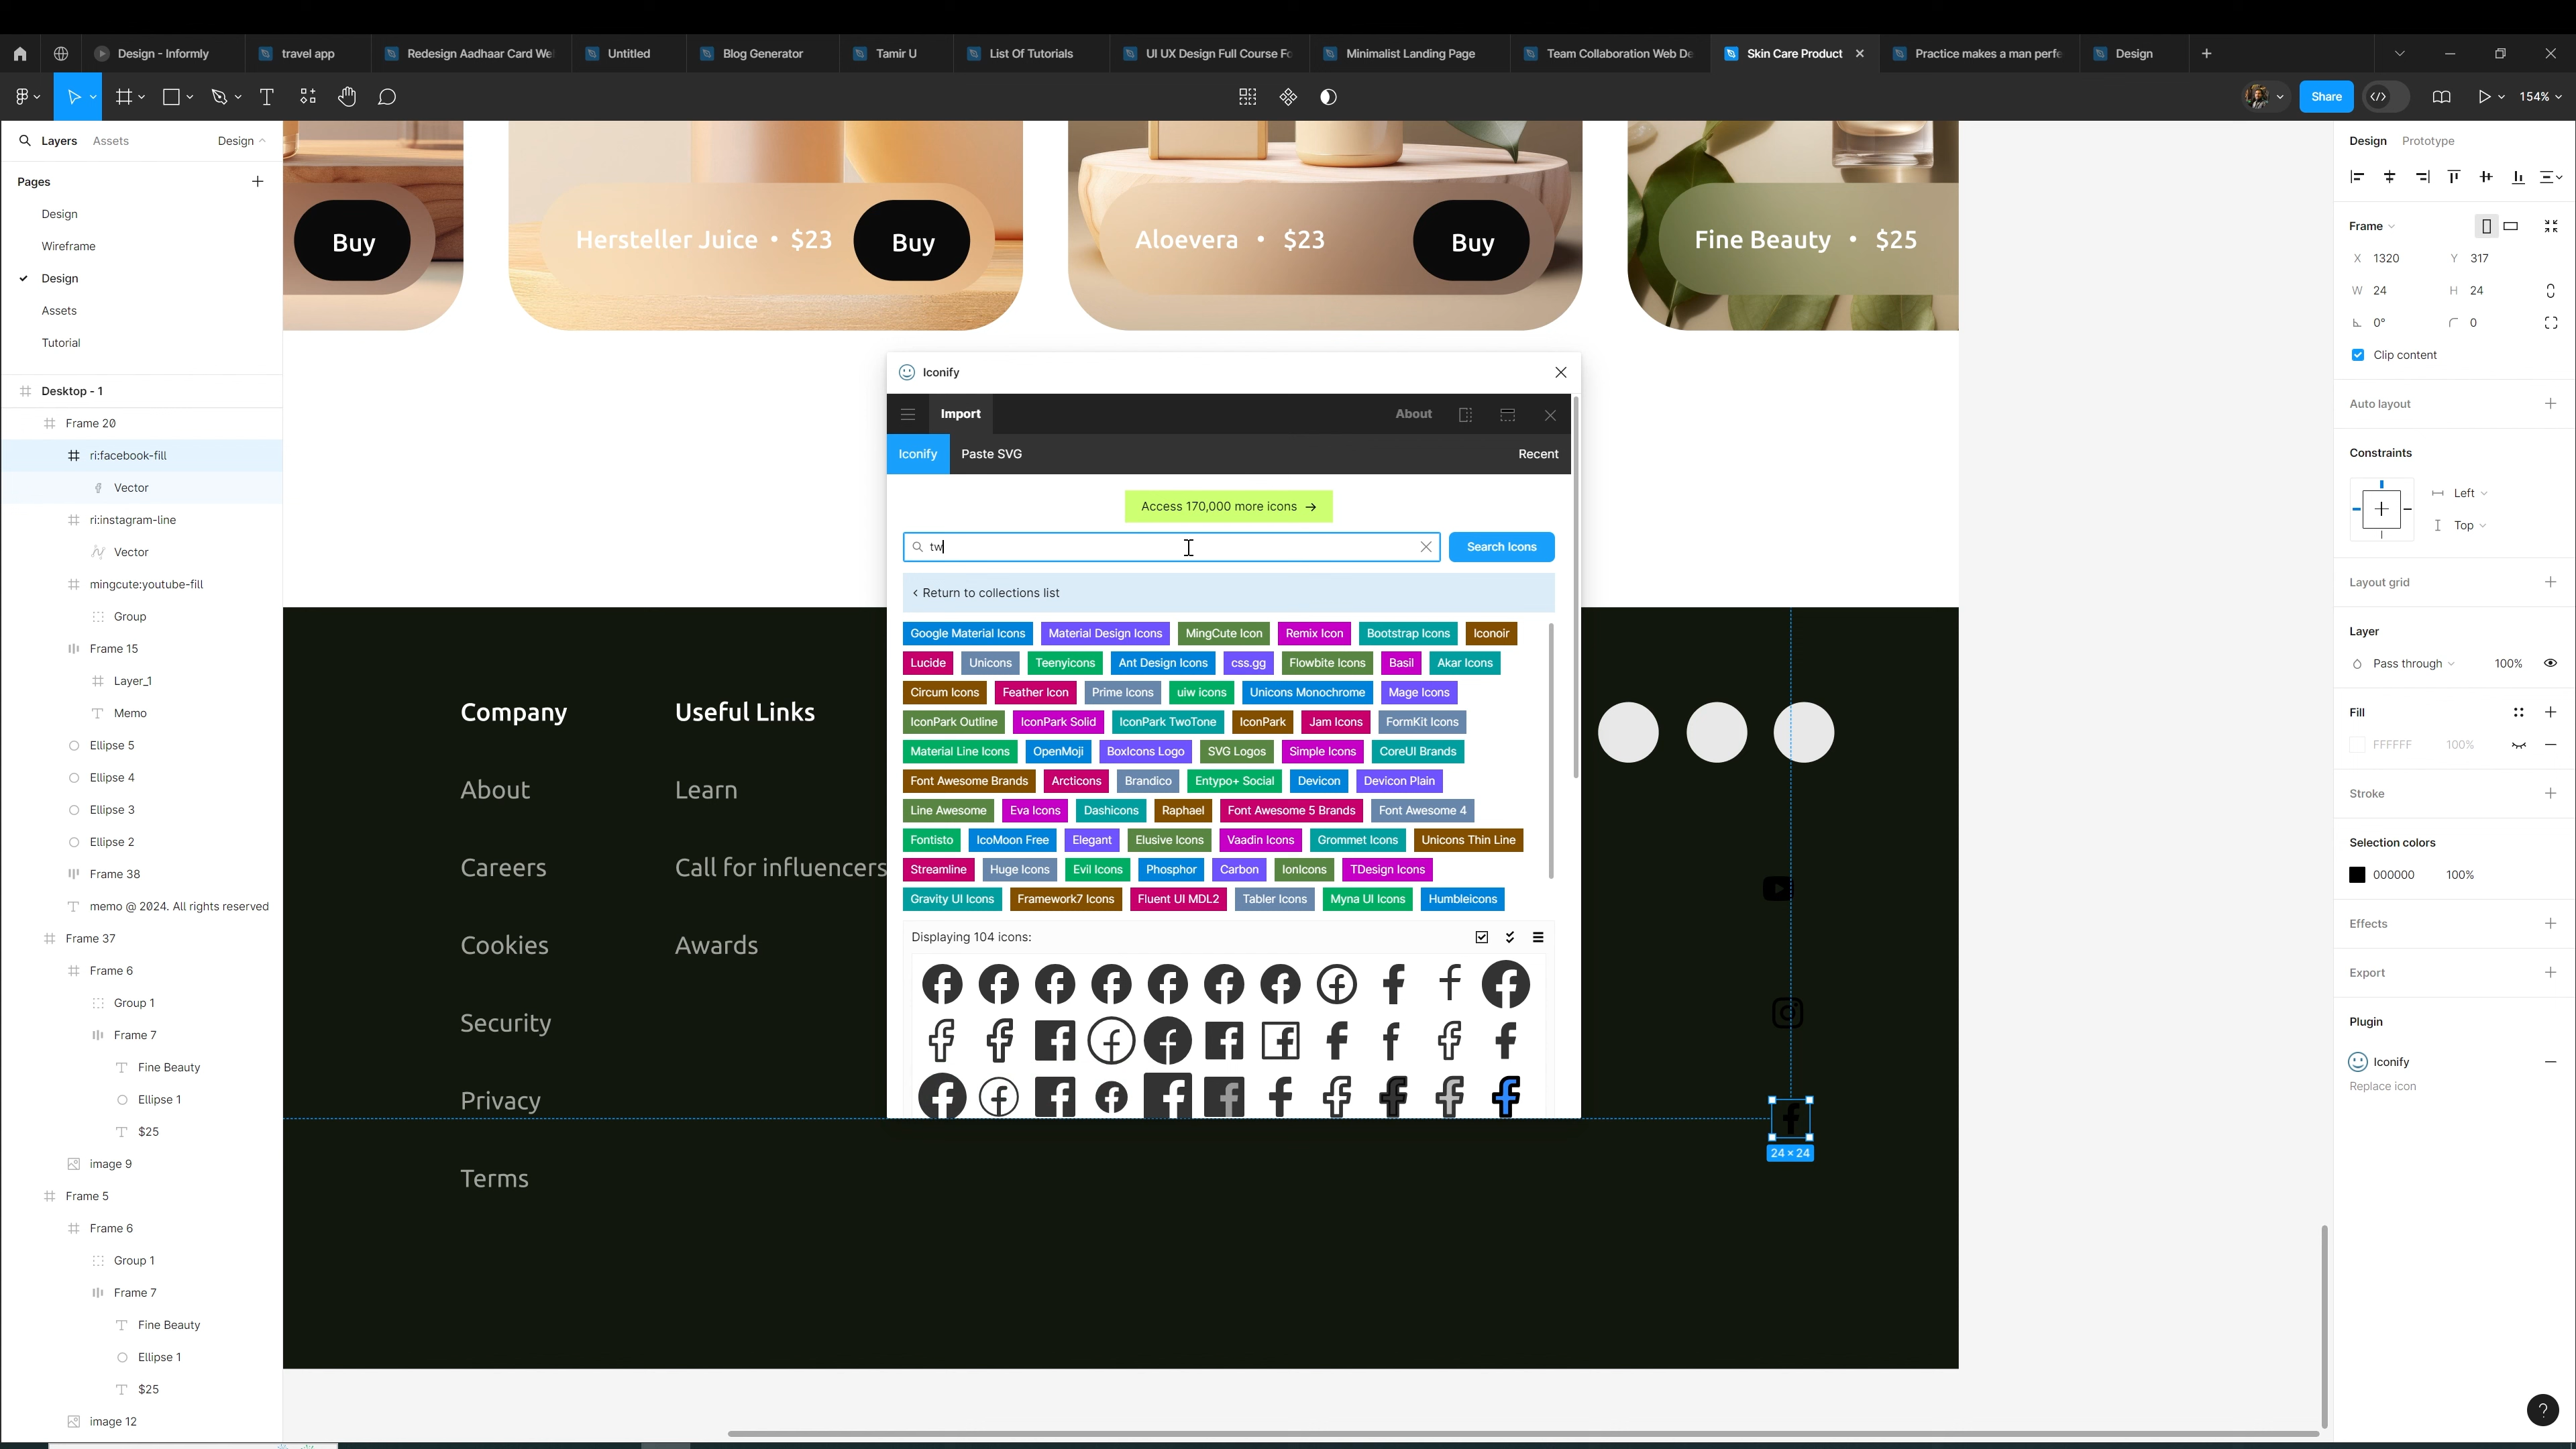 Design - Informly
travel app
Redesign Aadhaar Card We
Untitled
Blog Generator
Tamir U
List Of Tutorials
UI UX Design Full Course Fo
Minimalist Landing Page
Team Collaboration Web De
Skin Care Product
Practice makes a man perfe
Design
Share
154%
Layers
Assets
Design
Pages
Design
Wireframe
Design
Assets
Tutorial
Desktop - 1
Frame 20
ri:facebook-fill
Vector
ri:instagram-line
Vector
mingcute:youtube-fill
Group
Frame 15
Layer_1
Memo
Ellipse 5
Ellipse 4
Ellipse 3
Ellipse 2
Frame 38
memo @ 2024. All rights reserved
Frame 37
Frame 6
Group 1
Frame 7
Fine Beauty
Ellipse 1
$25
image 9
Frame 5
Frame 6
Group 1
Frame 7
Fine Beauty
Ellipse 1
$25
image 12
Buy
Hersteller Juice • $23
Buy
Aloevera • $23
Buy
Fine Beauty • $25
Iconify
Import
About
Iconify
Paste SVG
Recent
Access 170,000 more icons →
tw
Search Icons
< Return to collections list
Google Material Icons
Material Design Icons
MingCute Icon
Remix Icon
Bootstrap Icons
Iconoir
Lucide
Unicons
Teenyicons
Ant Design Icons
css.gg
Flowbite Icons
Basil
Akar Icons
Circum Icons
Feather Icon
Prime Icons
uiw icons
Unicons Monochrome
Mage Icons
IconPark Outline
IconPark Solid
IconPark TwoTone
IconPark
Jam Icons
FormKit Icons
Material Line Icons
OpenMoji
BoxIcons Logo
SVG Logos
Simple Icons
CoreUI Brands
Font Awesome Brands
Arcticons
Brandico
Entypo+ Social
Devicon
Devicon Plain
Line Awesome
Eva Icons
Dashicons
Raphael
Font Awesome 5 Brands
Font Awesome 4
Fontisto
IcoMoon Free
Elegant
Elusive Icons
Vaadin Icons
Grommet Icons
Unicons Thin Line
Streamline
Huge Icons
Evil Icons
Phosphor
Carbon
IonIcons
TDesign Icons
Gravity UI Icons
Framework7 Icons
Fluent UI MDL2
Tabler Icons
Myna UI Icons
Humbleicons
Displaying 104 icons:
Company
About
Careers
Cookies
Security
Privacy
Terms
Useful Links
Learn
Call for influencers
Awards
24 × 24
Design
Prototype
Frame
X 1320
Y 317
W 24
H 24
0°
0
Clip content
Auto layout
Constraints
Left
Top
Layout grid
Layer
Pass through
100%
Fill
FFFFFF
100%
Stroke
Selection colors
000000
100%
Effects
Export
Plugin
Iconify
Replace icon
?